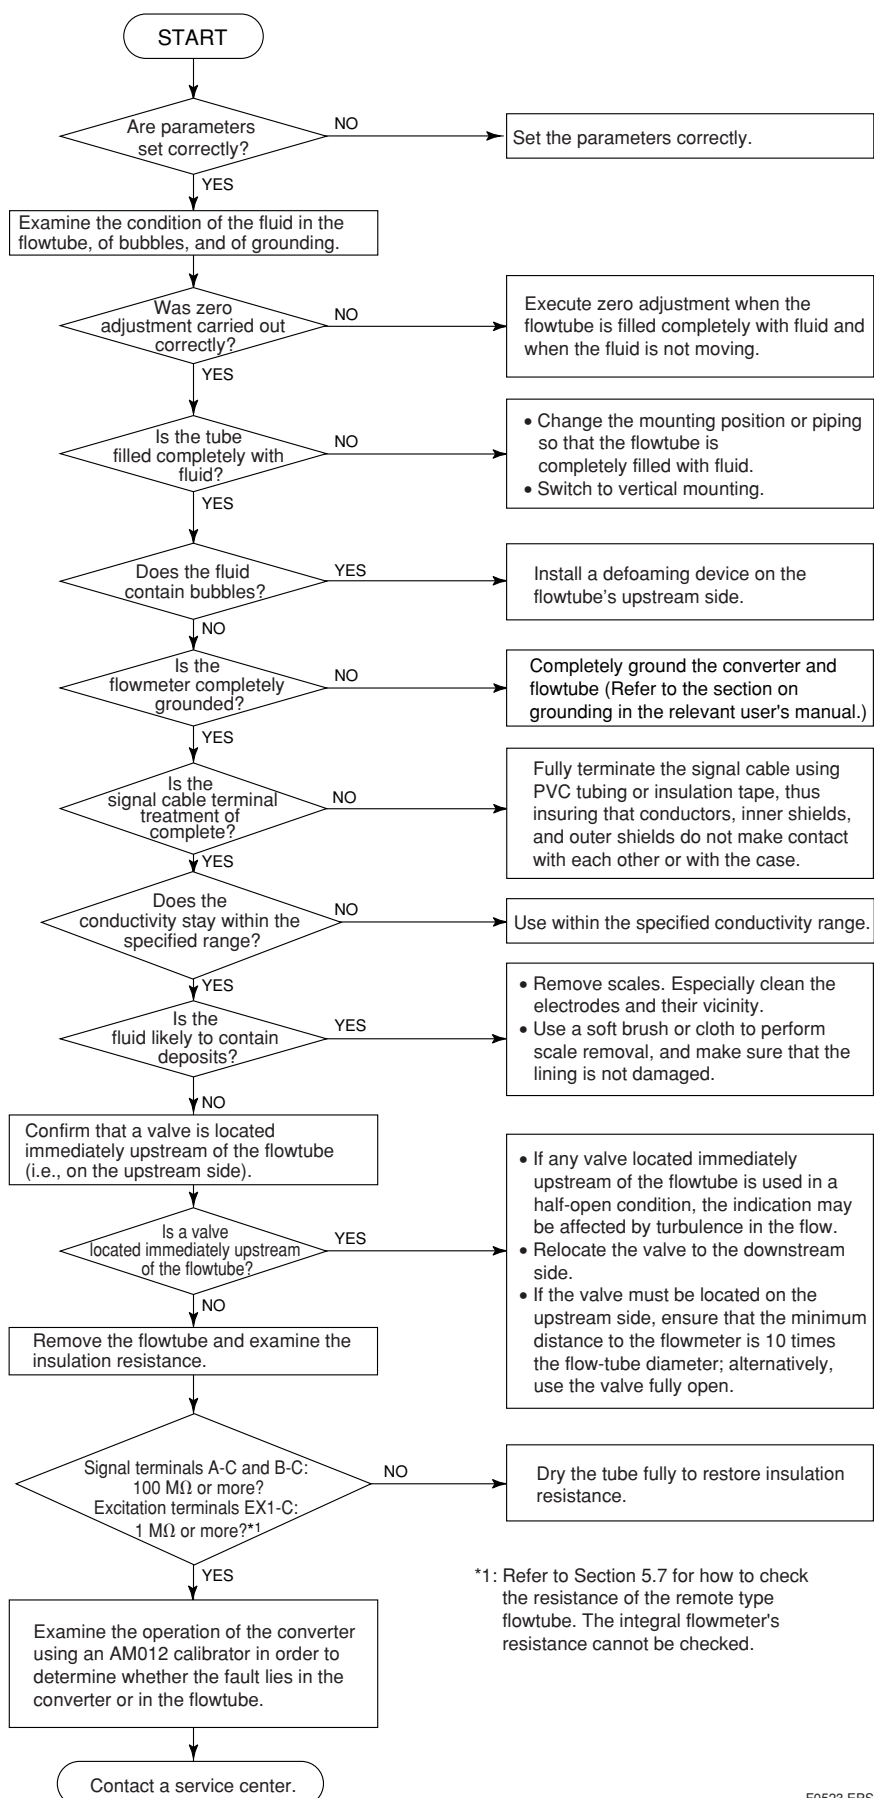 START
Are parameters
set correctly?
NO
Set the parameters correctly.
YES
Examine the condition of the fluid in the
flowtube, of bubbles, and of grounding.
Was zero
adjustment carried out
correctly?
NO
Execute zero adjustment when the
flowtube is filled completely with fluid and
when the fluid is not moving.
YES
Is the tube
filled completely with
fluid?
NO
• Change the mounting position or piping
so that the flowtube is
completely filled with fluid.
• Switch to vertical mounting.
YES
Does the fluid
contain bubbles?
YES
Install a defoaming device on the
flowtube's upstream side.
NO
Is the
flowmeter completely
grounded?
NO
Completely ground the converter and
flowtube (Refer to the section on
grounding in the relevant user's manual.)
YES
Is the
signal cable terminal
treatment of
complete?
NO
Fully terminate the signal cable using
PVC tubing or insulation tape, thus
insuring that conductors, inner shields,
and outer shields do not make contact
with each other or with the case.
YES
Does the
conductivity stay within the
specified range?
NO
Use within the specified conductivity range.
YES
Is the
fluid likely to contain
deposits?
YES
• Remove scales. Especially clean the
electrodes and their vicinity.
• Use a soft brush or cloth to perform
scale removal, and make sure that the
lining is not damaged.
NO
Confirm that a valve is located
immediately upstream of the flowtube
(i.e., on the upstream side).
Is a valve
located immediately upstream
of the flowtube?
YES
• If any valve located immediately
upstream of the flowtube is used in a
half-open condition, the indication may
be affected by turbulence in the flow.
• Relocate the valve to the downstream
side.
• If the valve must be located on the
upstream side, ensure that the minimum
distance to the flowmeter is 10 times
the flow-tube diameter; alternatively,
use the valve fully open.
NO
Remove the flowtube and examine the
insulation resistance.
Signal terminals A-C and B-C:
100 MΩ or more?
Excitation terminals EX1-C:
1 MΩ or more?*1
NO
Dry the tube fully to restore insulation
resistance.
YES
*1: Refer to Section 5.7 for how to check
the resistance of the remote type
flowtube. The integral flowmeter's
resistance cannot be checked.
Examine the operation of the converter
using an AM012 calibrator in order to
determine whether the fault lies in the
converter or in the flowtube.
Contact a service center.
F0523.EPS